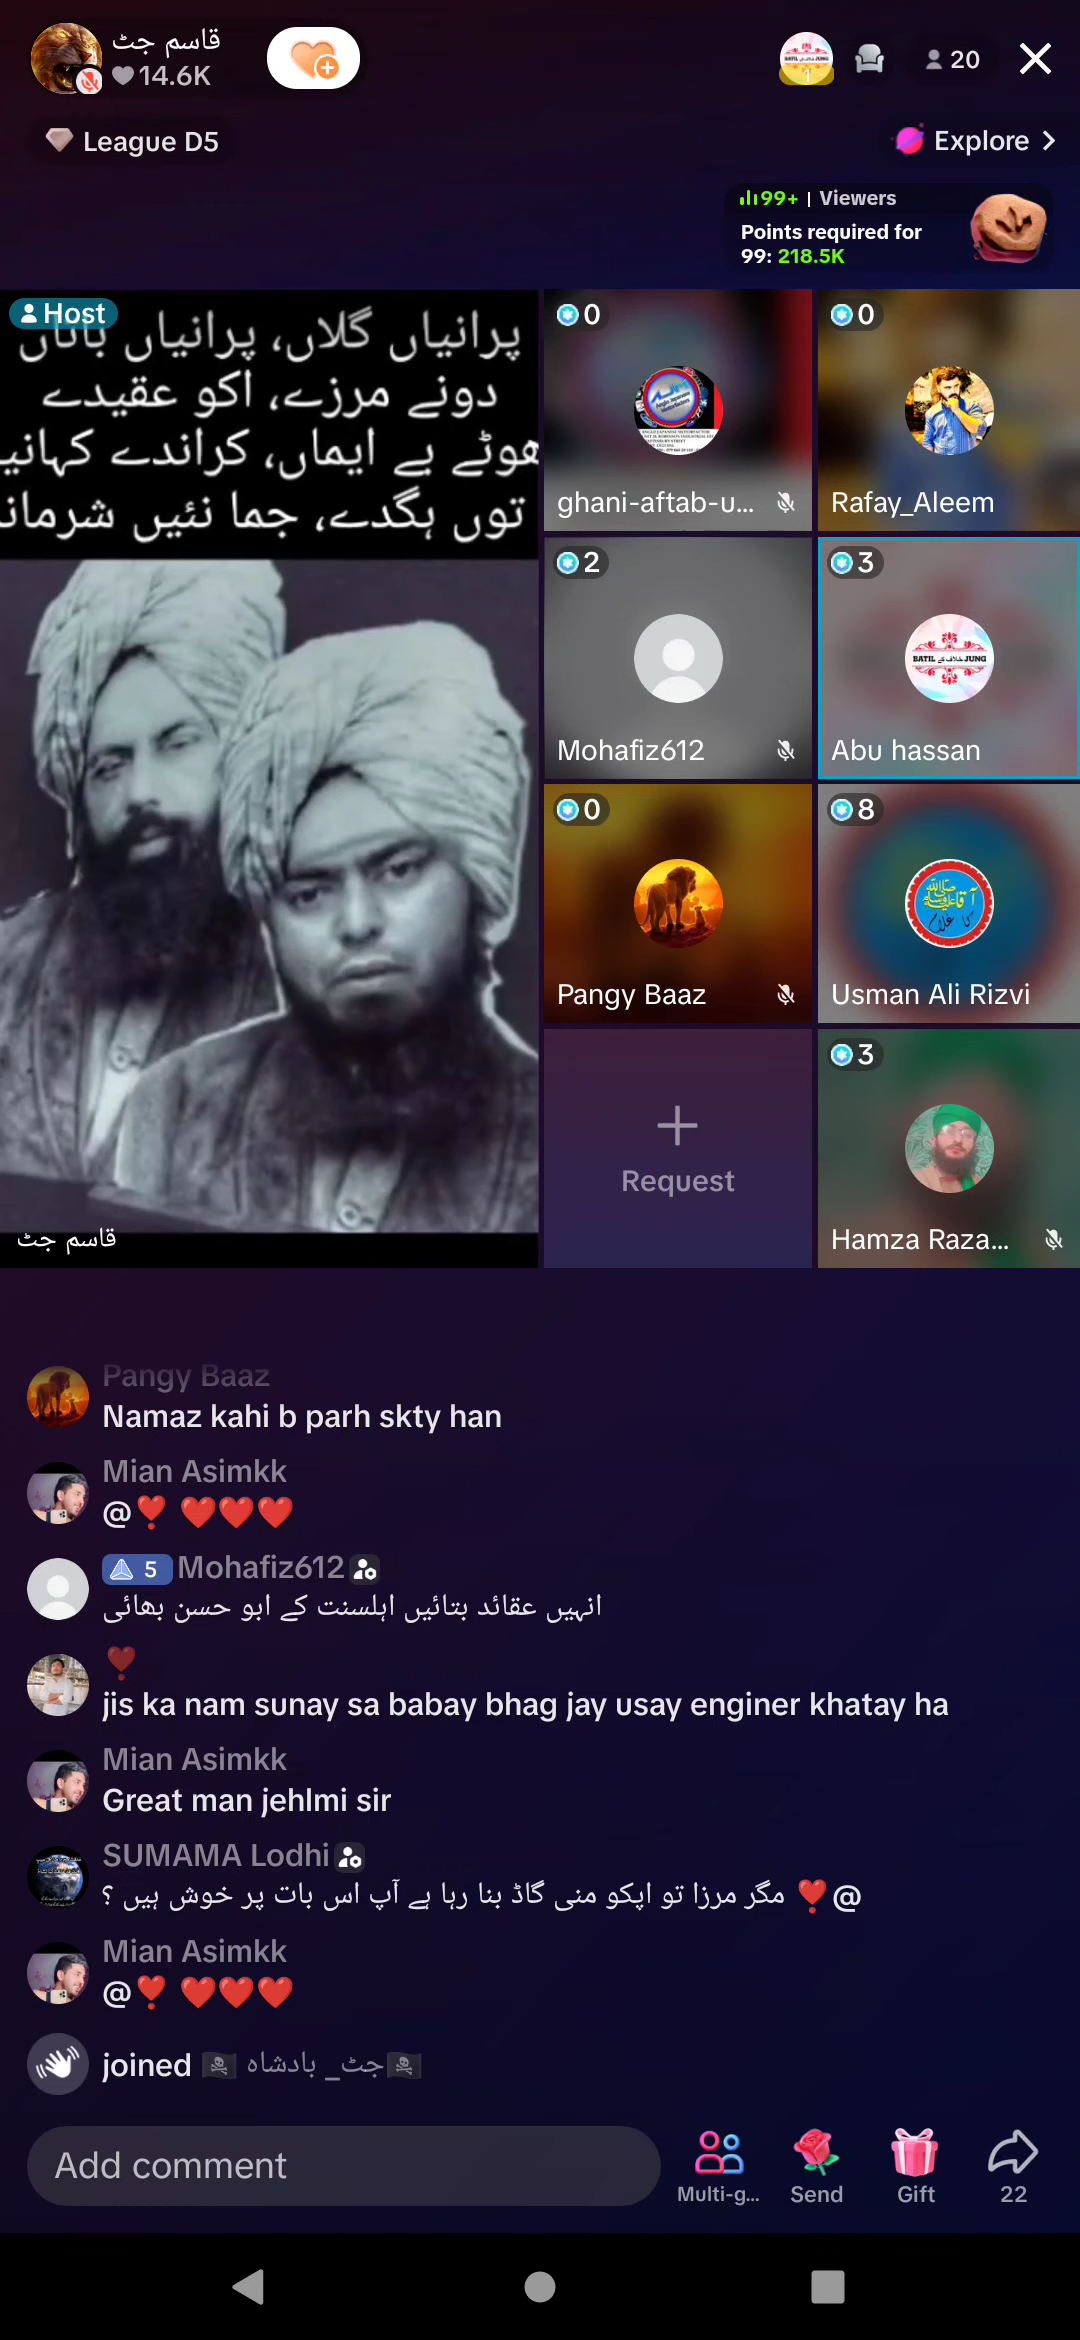 قاسم جٹ
14.6K
1
20
League D5
Explore
99+ | Viewers
Points required for
99: 218.5K
Host
پرانیاں گلاں، پرانیاں باتاں
دونے مرزے، اکو عقیدے
بے ایماں، کراندے
توں ہگدے، جما نئیں
قاسم جٹ
0
ghani-aftab-u...
0
Rafay_Aleem
2
Mohafiz612
3
BATIL خلاف کے JUNG
Abu hassan
0
Pangy Baaz
8
Usman Ali Rizvi
Request
3
Hamza Raza...
Pangy Baaz
Namaz kahi b parh skty han
Mian Asimkk
@❣️ ❤️❤️❤️
5 Mohafiz612
انہیں عقائد بتائیں اہلسنت کے ابو حسن بھائی
❣️
jis ka nam sunay sa babay bhag jay usay enginer khatay ha
Mian Asimkk
Great man jehlmi sir
SUMAMA Lodhi
@❣️ مگر مرزا تو اپکو منی گاڈ بنا رہا ہے آپ اس بات پر خوش ہیں ؟
Mian Asimkk
@❣️ ❤️❤️❤️
joined 🏴‍☠️جٹ_ بادشاہ 🏴‍☠️
Add comment
Multi-g...
Send
Gift
22